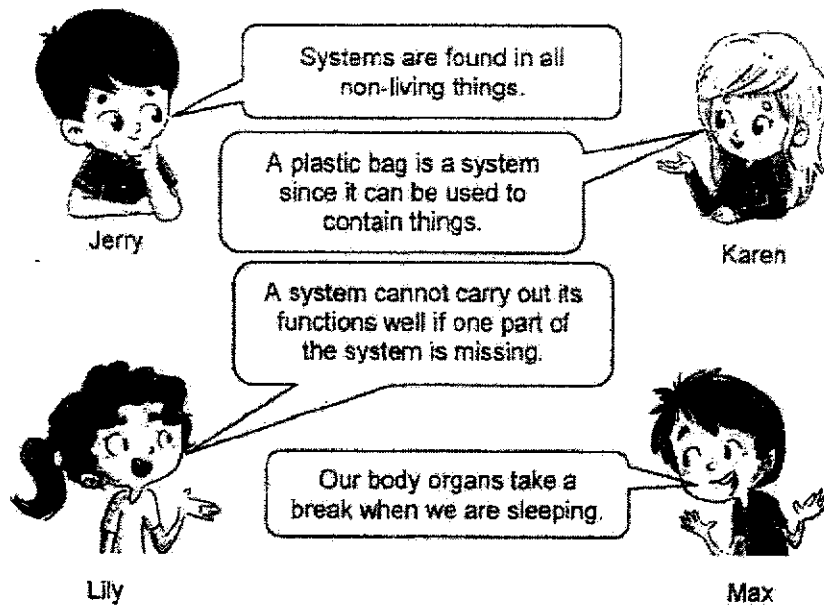 Systems are found in all
non-living things.
A plastic bag is a system
since it can be used to
contain things.
Jerry
Karen
A system cannot carry out its
functions well if one part of
the system is missing.
Our body organs take a
break when we are sleeping.
Lily
Max